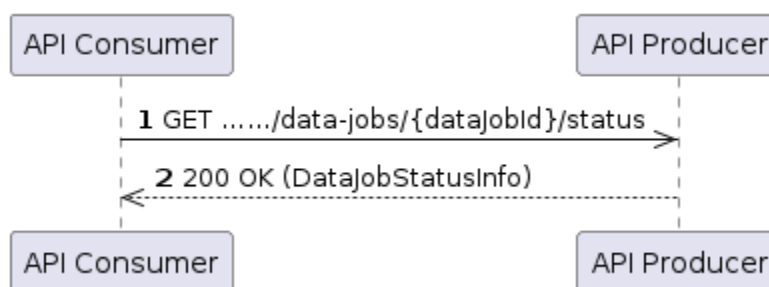 API Consumer
API Producer
1 GET ....../data-jobs/{dataJobId}/status
2 200 OK (DataJobStatusInfo)
API Consumer
API Producer